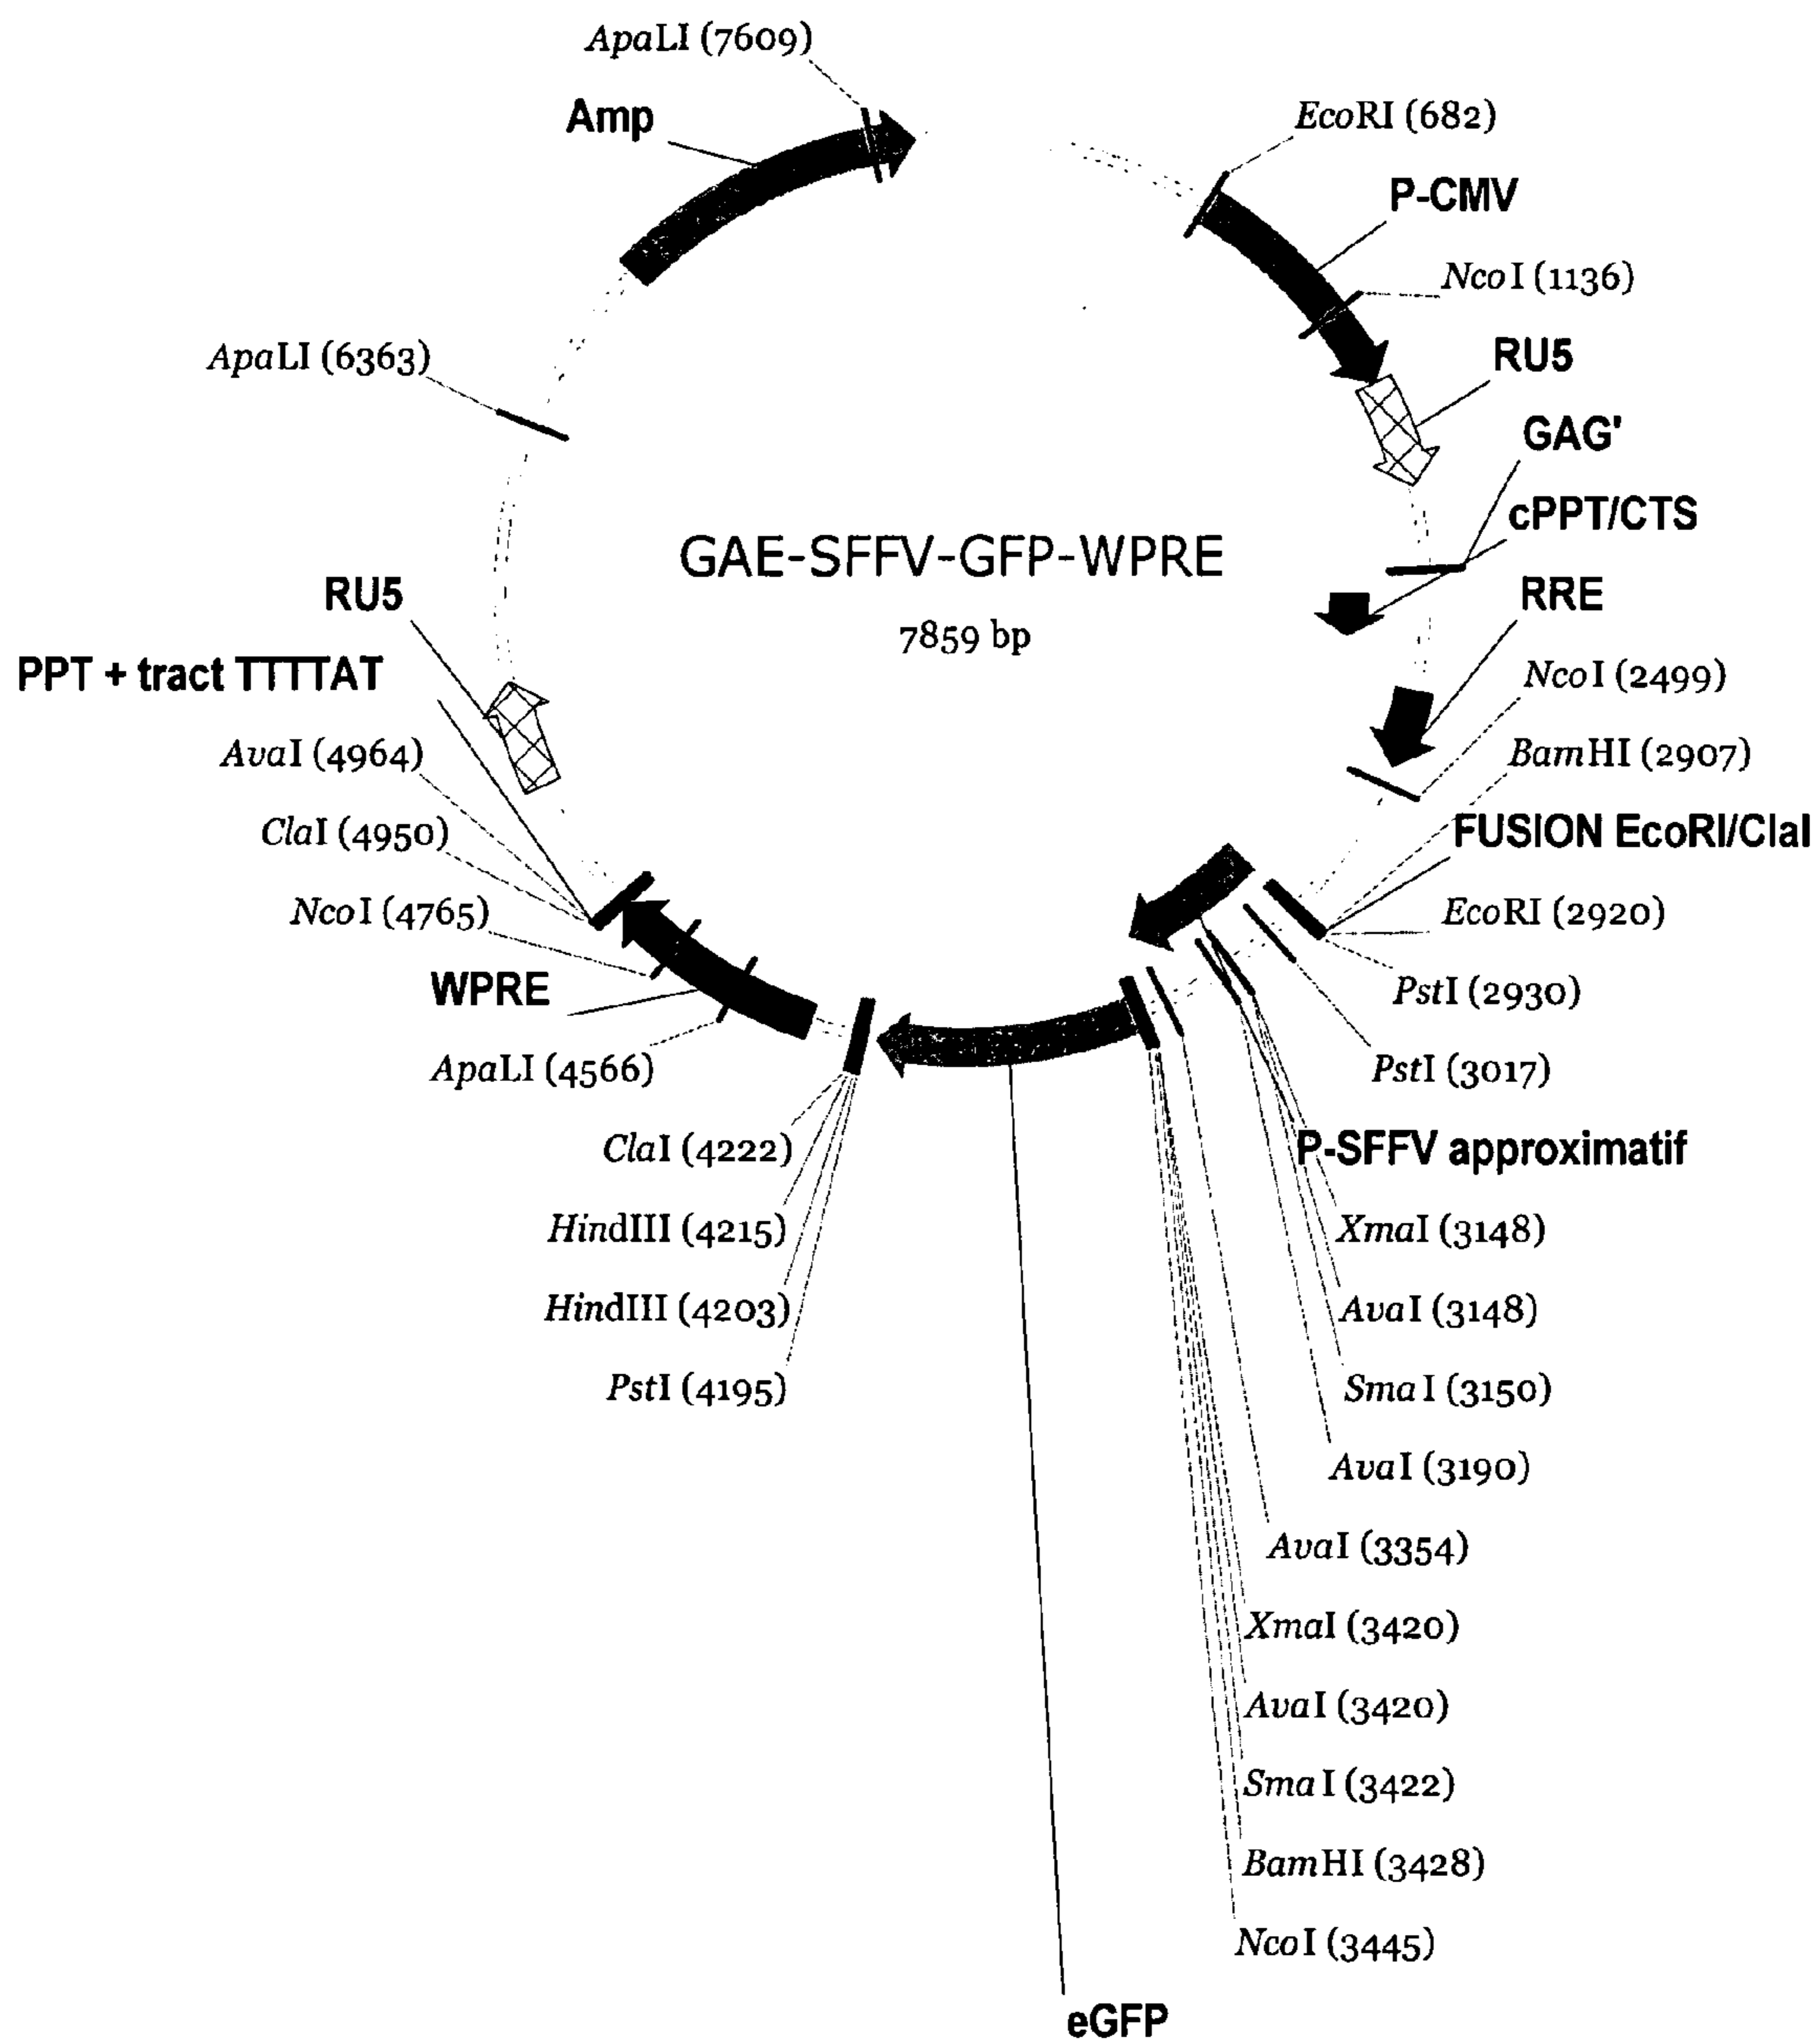 ApaLI (7609)
Amp
EcoRI (682)
P-CMV
NcoI (1136)
RU5
ApaLI (6363)
GAG'
cPPT/CTS
GAE-SFFV-GFP-WPRE
7859 bp
RU5
RRE
PPT + tract TTTTAT
NcoI (2499)
AvaI (4964)
BamHI (2907)
ClaI (4950)
FUSION EcoRI/ClaI
NcoI (4765)
EcoRI (2920)
WPRE
PstI (2930)
ApaLI (4566)
PstI (3017)
ClaI (4222)
P-SFFV approximatif
HindIII (4215)
XmaI (3148)
HindIII (4203)
AvaI (3148)
PstI (4195)
SmaI (3150)
AvaI (3190)
AvaI (3354)
XmaI (3420)
AvaI (3420)
SmaI (3422)
BamHI (3428)
NcoI (3445)
eGFP